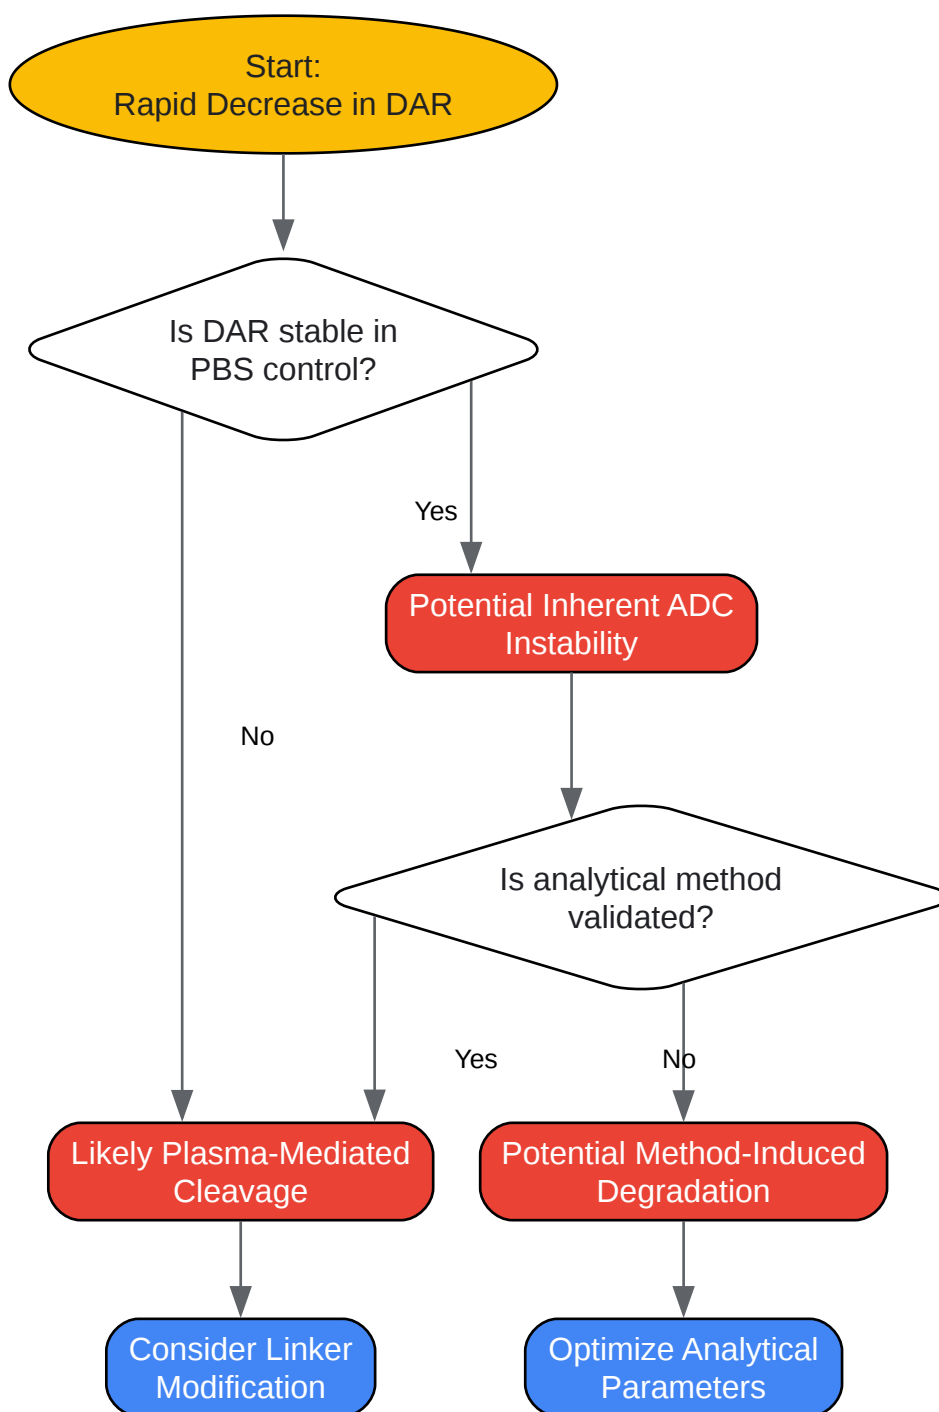 Start:
Rapid Decrease in DAR
Is DAR stable in
PBS control?
Yes
Potential Inherent ADC
Instability
No
Is analytical method
validated?
Yes
No
Likely Plasma-Mediated
Cleavage
Potential Method-Induced
Degradation
Consider Linker
Modification
Optimize Analytical
Parameters